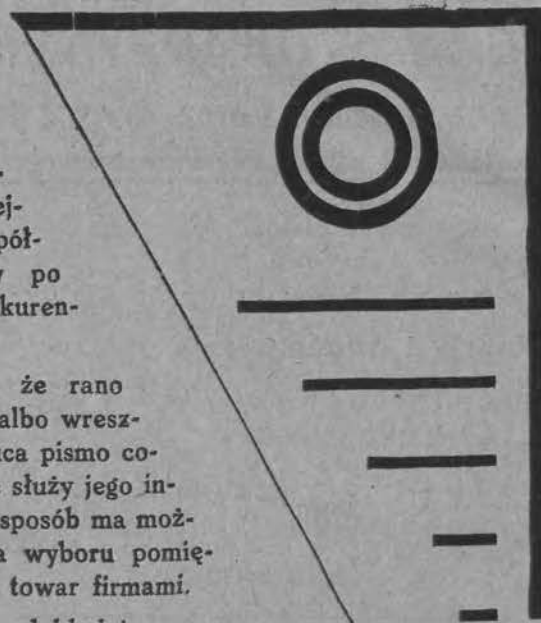 ej-
pół-
po
kuren-
że rano
albo wresz-
ca pismo co-
służy jego in-
sposób ma moż-
wyboru pomię-
towar firmami.